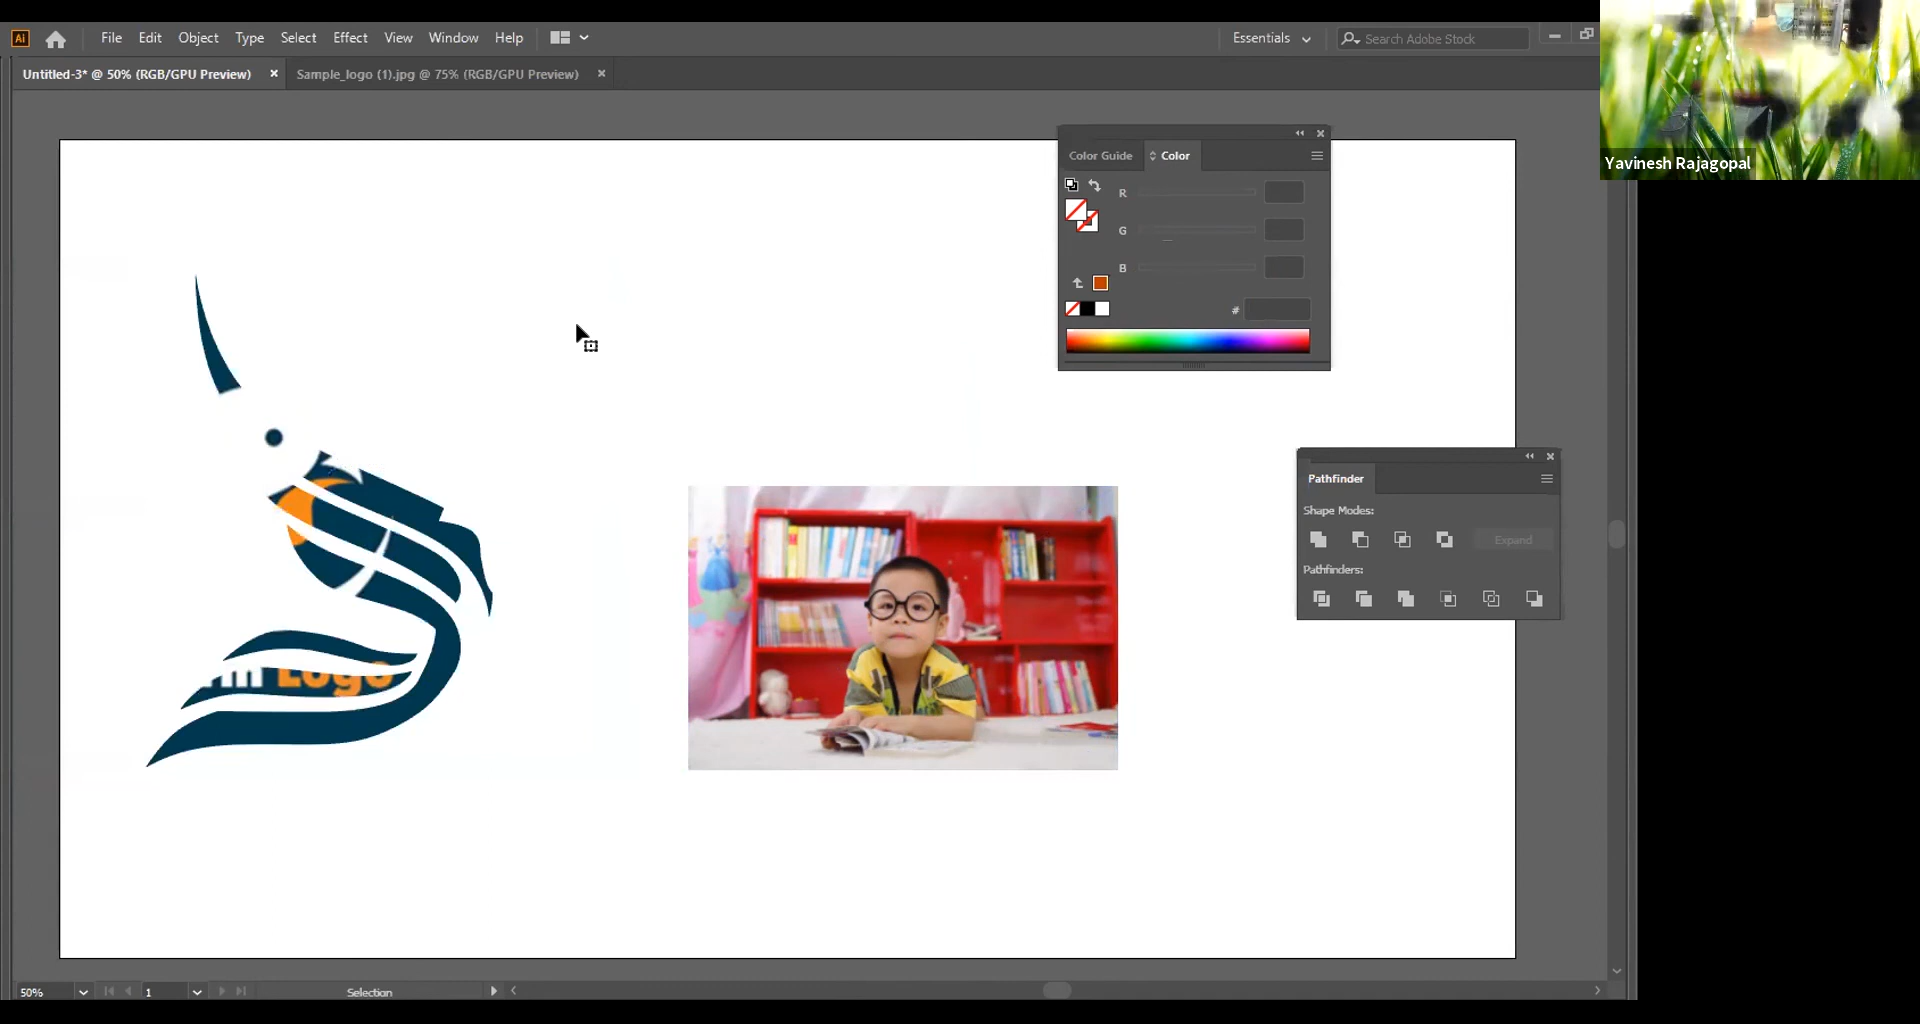 Ai File Edit Object Type Select Effect View Window Help Essentials Search Adobe Stock
Untitled-3* @ 50% (RGB/GPU Preview) × Sample_logo (1).jpg @ 75% (RGB/GPU Preview) ×
Yavinesh Rajagopal
Color Guide Color
R
G
B
#
Pathfinder
Shape Modes:
Expand
Pathfinders:
Logo
50% 1 Selection